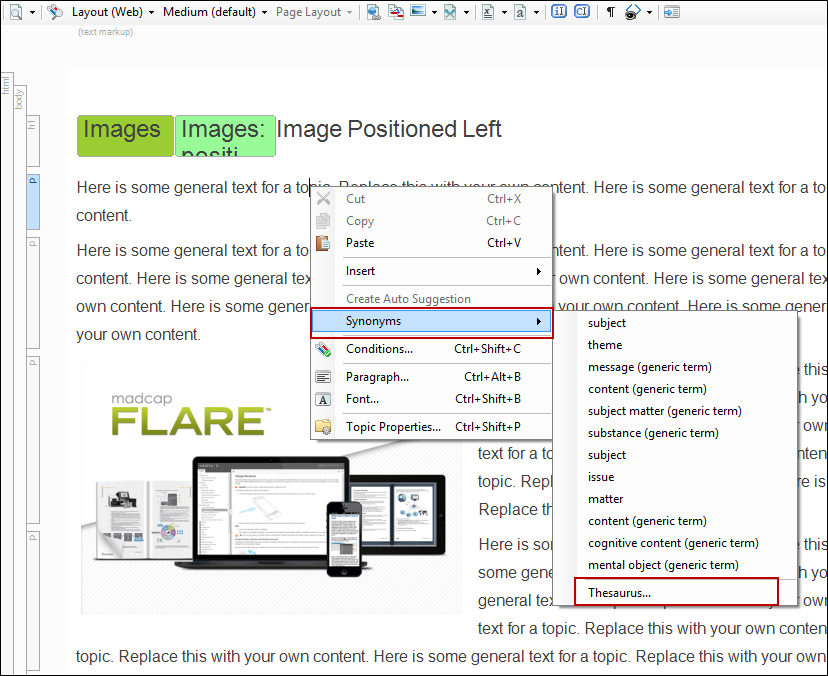 Layout (Web) Medium (default) Page Layout
(text markup)
html
body
h1
Images Images: Image Positioned Left
positi
p
Here is some general text for a topic. Replace this with your own content. Here is some general text for a to
content.
p
Here is some general text for a to
ntent. Here is some general text for a to
content. Here is some general
own content. Here is some general
own content. Here is some gener
your own content. Here is some gener
your own content.
Cut Ctrl+X
Copy Ctrl+C
Paste Ctrl+V
Insert
Create Auto Suggestion
Synonyms
Conditions... Ctrl+Shift+C
Paragraph... Ctrl+Alt+B
Font... Ctrl+Shift+B
Topic Properties... Ctrl+Shift+P
subject
theme
message (generic term)
content (generic term)
subject matter (generic term)
substance (generic term)
subject
issue
matter
content (generic term)
cognitive content (generic term)
mental object (generic term)
Thesaurus...
p
madcap
FLARE
text for a to
topic. Repl
Replace th
p
Here is so
some gene
general tex
text for a topic. Replace this with your own conten
topic. Replace this with your own content. Here is some general text for a topic. Replace this with your own